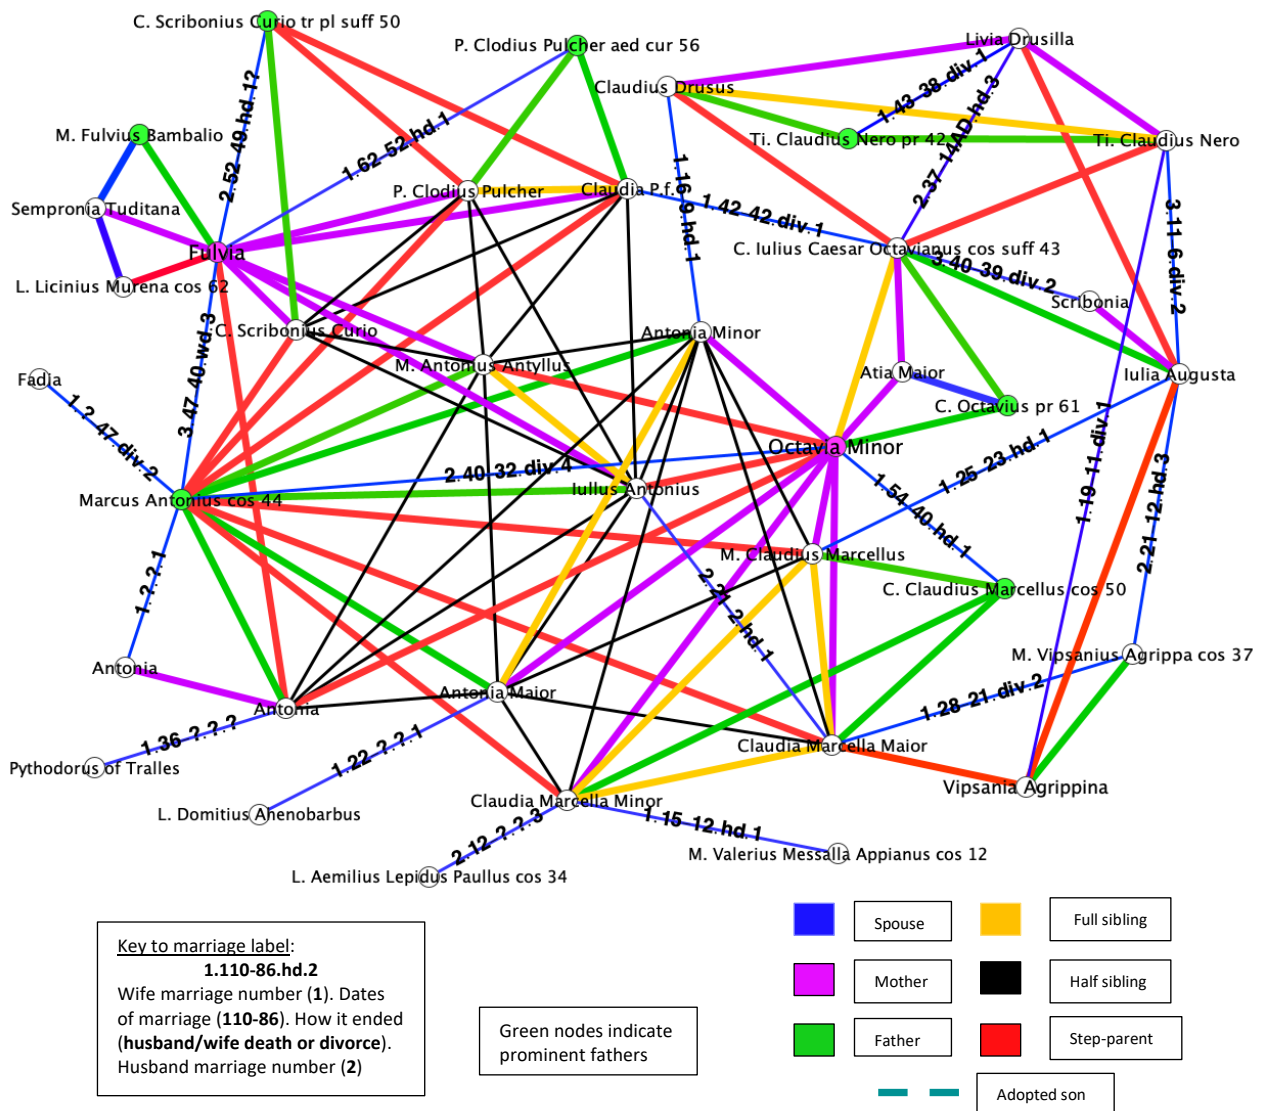 C. Scribonius Curio tr pl suff 50
P. Clodius Pulcher aed cur 56
Livia Drusilla
Claudius Drusus
1.43-38.div.1
2.52-49.hd.1?
1.62-52.hd.1
M. Fulvius Bambalio
Ti. Claudius Nero pr 42
2.37-14AD.hd.3
Ti. Claudius Nero
P. Clodius Pulcher
Claudia P.f.
1.16-9.hd.1
Sempronia Tuditana
1.42-42.div.1
Fulvia
C. Iulius Caesar Octavianus cos suff 43
3.11-6.div.2
L. Licinius Murena cos 62
3.40-39.div.2
Scribonia
C. Scribonius Curio
Antonia Minor
3.47-40.wd.3
M. Antonius Antyllus
Atia Maior
Iulia Augusta
Fadia
C. Octavius pr 61
1.?-47.div.2
Octavia Minor
1.25-23.hd.1
1.19-11.div.1
2.40-32.div.4
Iullus Antonius
Marcus Antonius cos 44
1.54-40.hd.1
2.21-12.hd.3
M. Claudius Marcellus
1.?-?.?.1
C. Claudius Marcellus cos 50
2.21-2.hd.1
Antonia
M. Vipsanius Agrippa cos 37
Antonia Maior
Antonia
1.28-21.div.2
1.36-?.?.?
1.22-?.?.1
Claudia Marcella Maior
Pythodorus of Tralles
Vipsania Agrippina
Claudia Marcella Minor
L. Domitius Ahenobarbus
1.15-12.hd.1
2.12-?.?.3
M. Valerius Messalla Appianus cos 12
L. Aemilius Lepidus Paullus cos 34
Key to marriage label:
1.110-86.hd.2
Wife marriage number (1). Dates
of marriage (110-86). How it ended
(husband/wife death or divorce).
Husband marriage number (2)
Green nodes indicate
prominent fathers
Spouse
Full sibling
Mother
Half sibling
Father
Step-parent
Adopted son